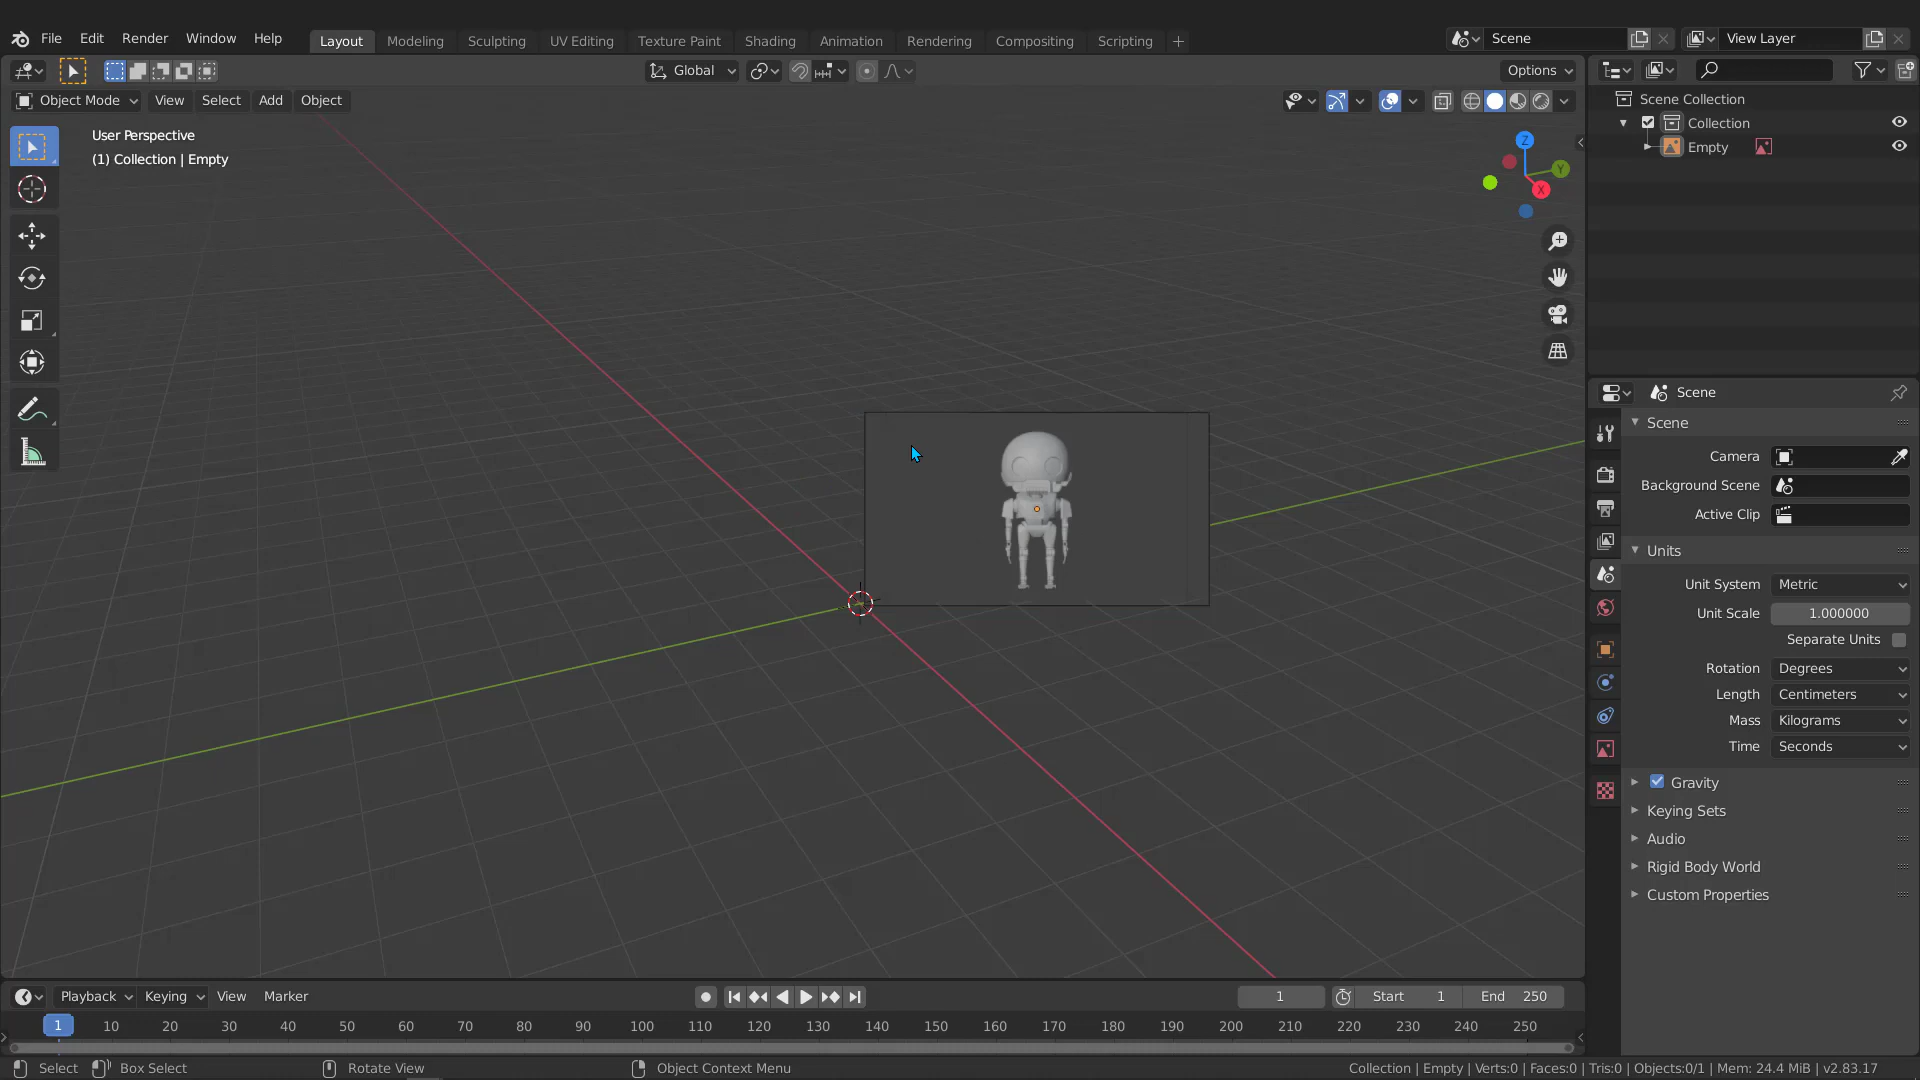 File Edit Render Window Help Layout Modeling Sculpting UV Editing Texture Paint Shading Animation Rendering Compositing Scripting + Scene View Layer
Global Options
Object Mode View Select Add Object
User Perspective
(1) Collection | Empty
Z
Y
X
Scene Collection
Collection
Empty
Scene
Scene
Camera
Background Scene
Active Clip
Units
Unit System Metric
Unit Scale 1.000000
Separate Units
Rotation Degrees
Length Centimeters
Mass Kilograms
Time Seconds
Gravity
Keying Sets
Audio
Rigid Body World
Custom Properties
Playback Keying View Marker 1 Start 1 End 250
1 10 20 30 40 50 60 70 80 90 100 110 120 130 140 150 160 170 180 190 200 210 220 230 240 250
Select Box Select Rotate View Object Context Menu Collection | Empty | Verts:0 | Faces:0 | Tris:0 | Objects:0/1 | Mem: 24.4 MiB | v2.83.17